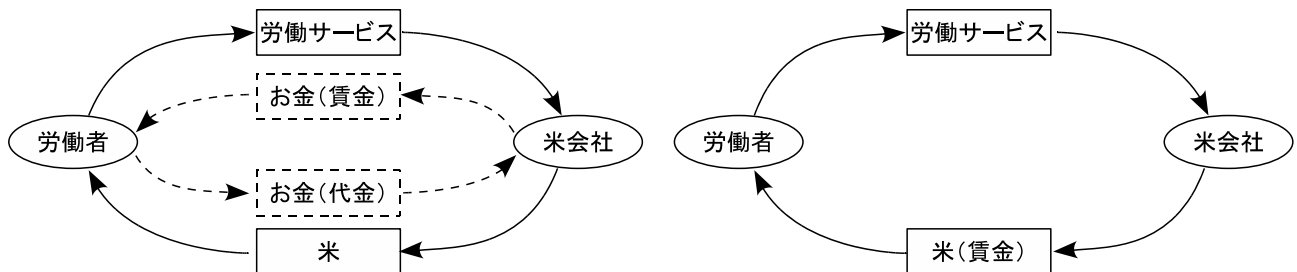 労働サービス
お金(賃金)
労働者
米会社
お金(代金)
米
労働サービス
労働者
米会社
米(賃金)